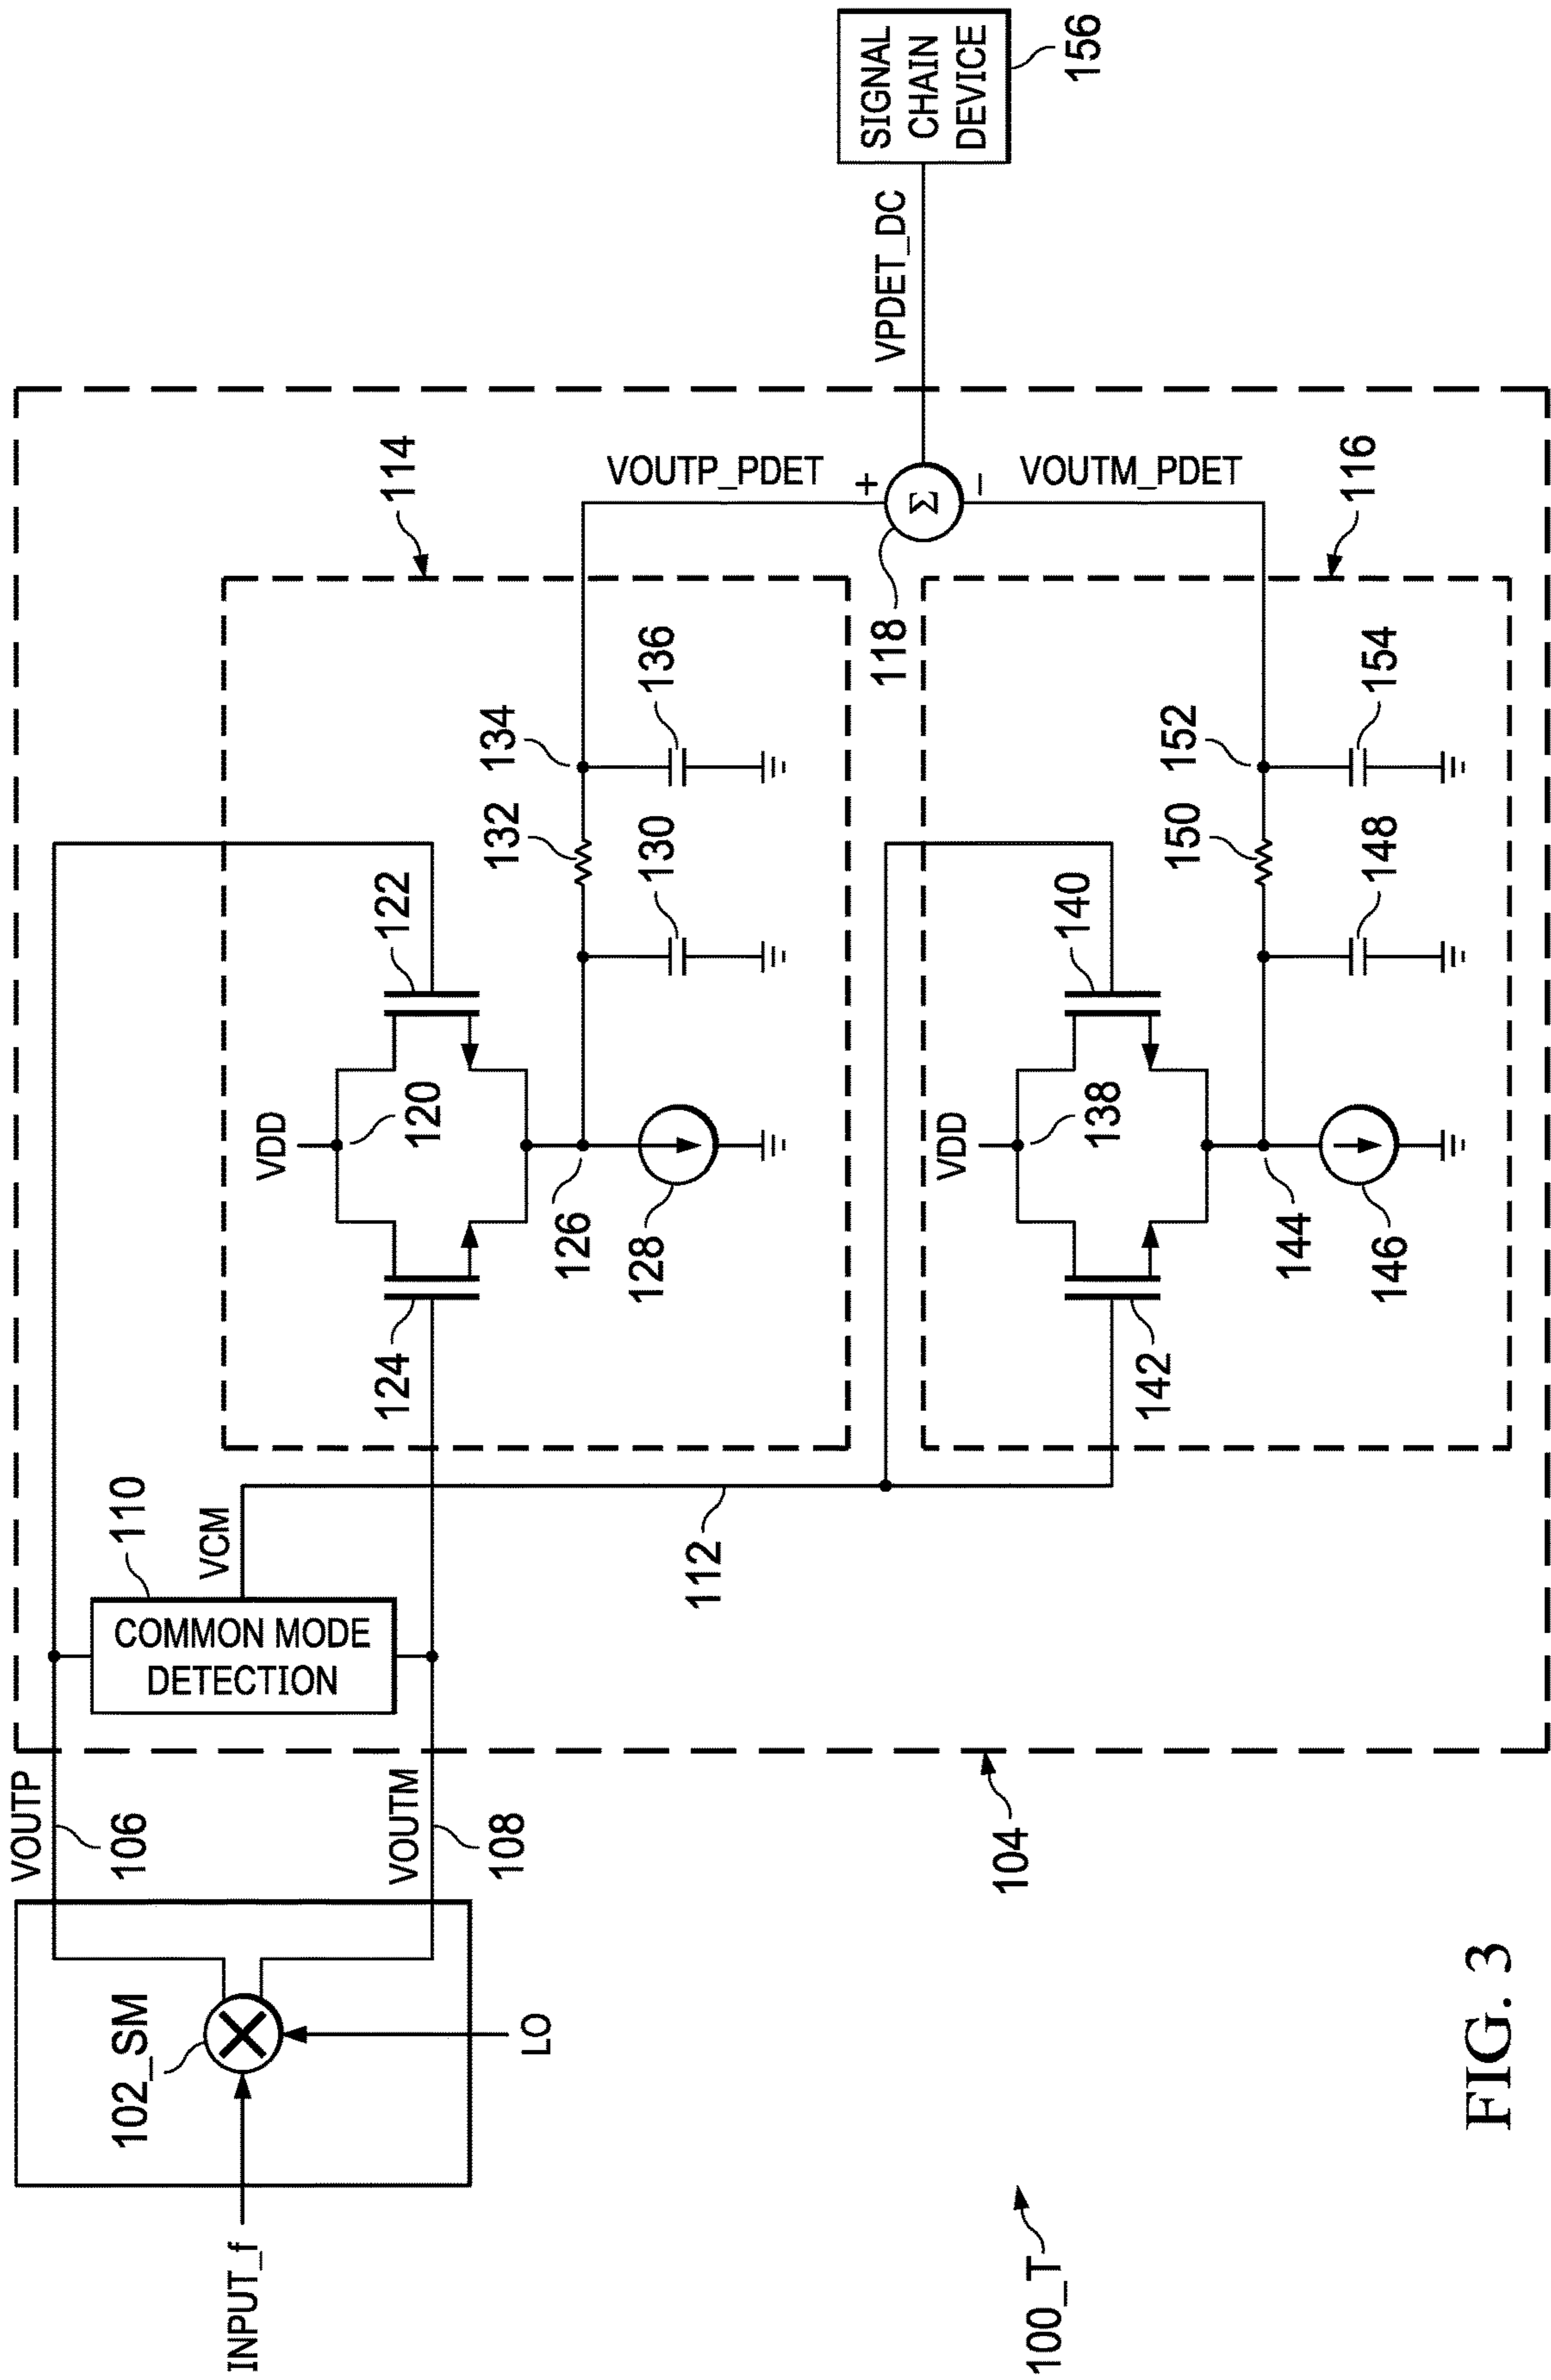 INPUT_f
102_SM
LO
VOUTP
106
VOUTM
108
110
COMMON MODE
DETECTION
VCM
112
104
114
VDD
120
122
124
126
128
130
132
134
136
VOUTP_PDET
+
Σ
118
–
VOUTM_PDET
116
VDD
138
140
142
144
146
148
150
152
154
VPDET_DC
SIGNAL
CHAIN
DEVICE
156
100_T
FIG. 3